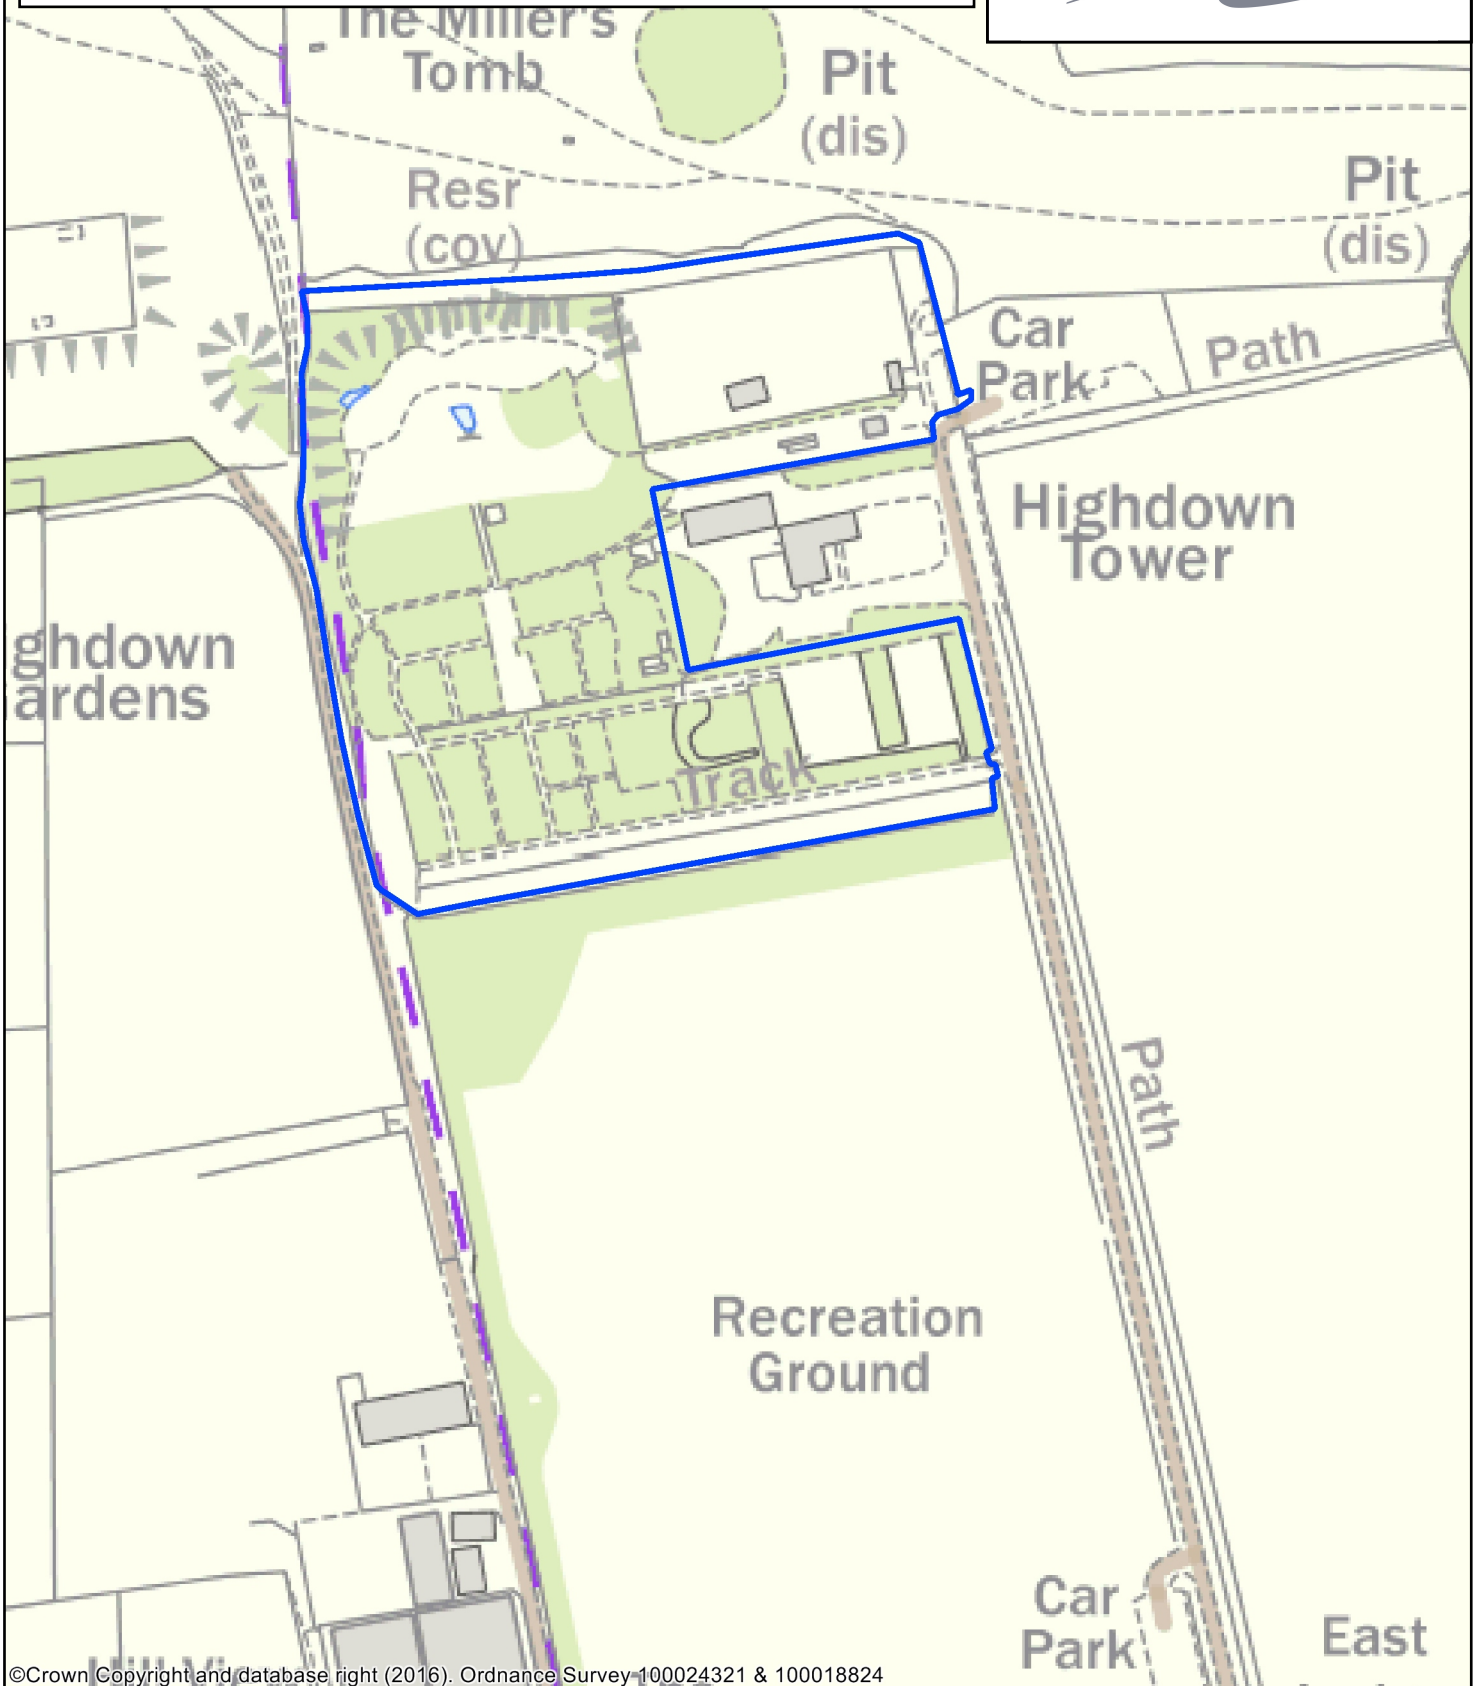 The Miller's
Tomb
Pit
(dis)
Resr
(cov)
Pit
(dis)
Car
Park
Path
Highdown
Tower
ghdown
ardens
Track
Path
Recreation
Ground
Car
Park
East
©Crown Copyright and database right (2016). Ordnance Survey 100024321 & 100018824